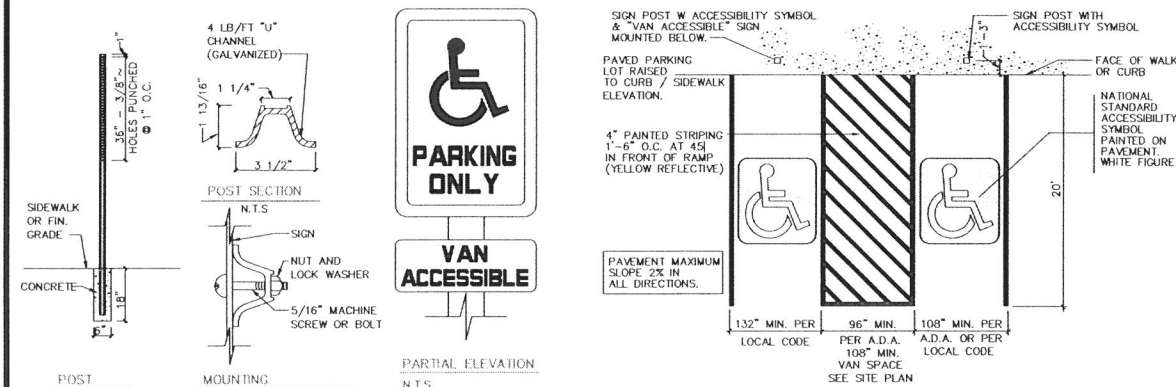 1"
36" - 3/8"~
HOLES PUNCHED
@ 1" O.C.
SIDEWALK
OR FIN.
GRADE
CONCRETE
18"
6"
POST
4 LB/FT "U"
CHANNEL
(GALVANIZED)
1 1/4"
1 13/16"
3 1/2"
POST SECTION
N.T.S
SIGN
NUT AND
LOCK WASHER
5/16" MACHINE
SCREW OR BOLT
MOUNTING
PARKING
ONLY
VAN
ACCESSIBLE
PARTIAL ELEVATION
N.T.S
SIGN POST W ACCESSIBILITY SYMBOL
& "VAN ACCESSIBLE" SIGN
MOUNTED BELOW.
PAVED PARKING
LOT RAISED
TO CURB / SIDEWALK
ELEVATION.
4" PAINTED STRIPING
1'-6" O.C. AT 45|
IN FRONT OF RAMP
(YELLOW REFLECTIVE)
PAVEMENT MAXIMUM
SLOPE 2% IN
ALL DIRECTIONS.
SIGN POST WITH
ACCESSIBILITY SYMBOL
1'-3"
FACE OF WALK
OR CURB
NATIONAL
STANDARD
ACCESSIBILITY
SYMBOL
PAINTED ON
PAVEMENT.
WHITE FIGURE
20'
132" MIN. PER
LOCAL CODE
96" MIN.
PER A.D.A.
108" MIN.
VAN SPACE
SEE SITE PLAN
108" MIN. PER
A.D.A. OR PER
LOCAL CODE